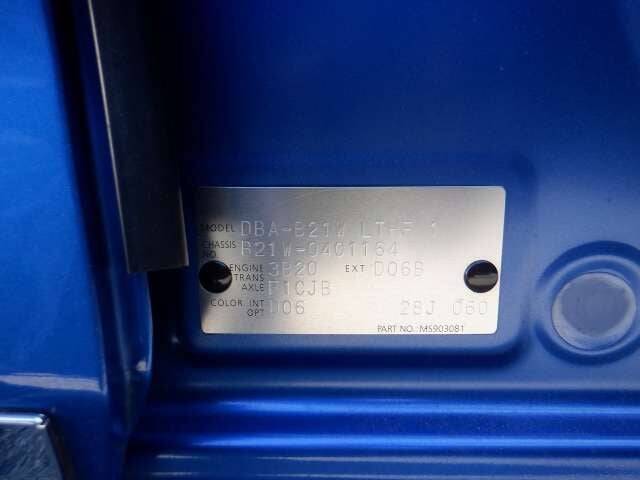 MODEL DBA-B21W LT-F 1
CHASSIS NO B21W-0401164
ENGINE 3B20 EXT D06B
TRANS AXLE F1CJB
COLOR INT OPT D06 28J 060
PART NO.: MS903081